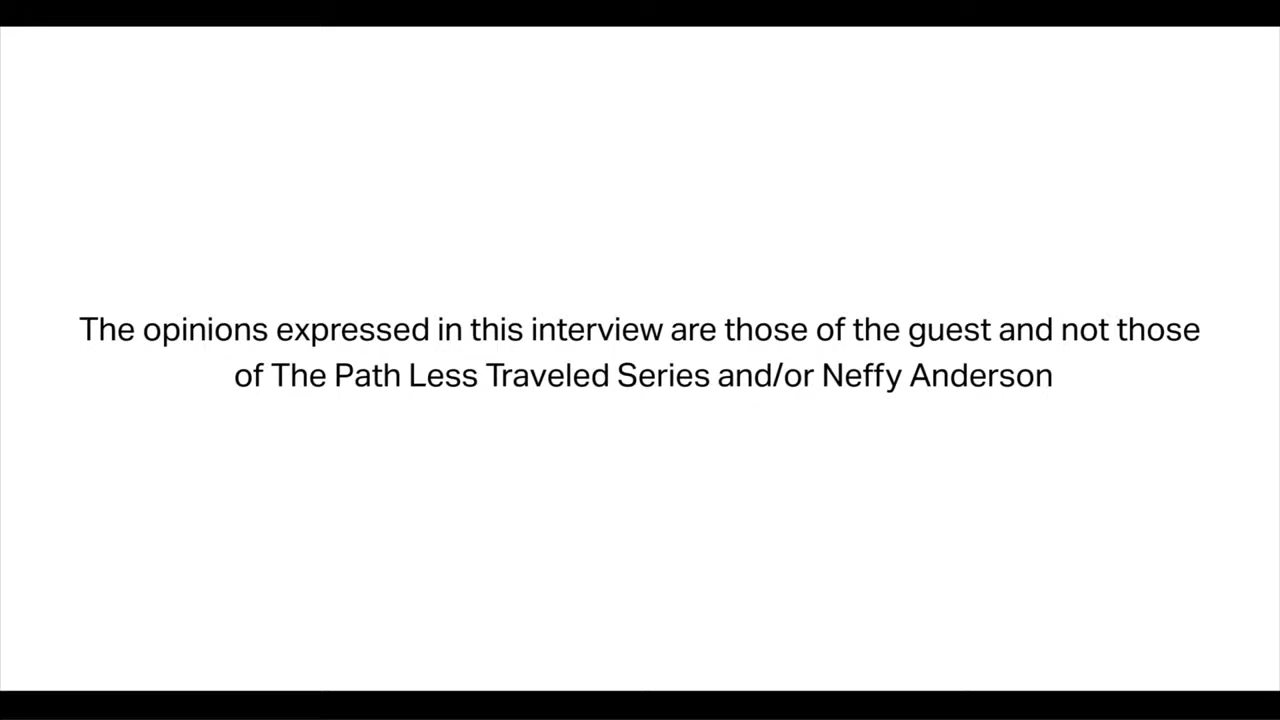 The opinions expressed in this interview are those of the guest and not those
of The Path Less Traveled Series and/or Neffy Anderson